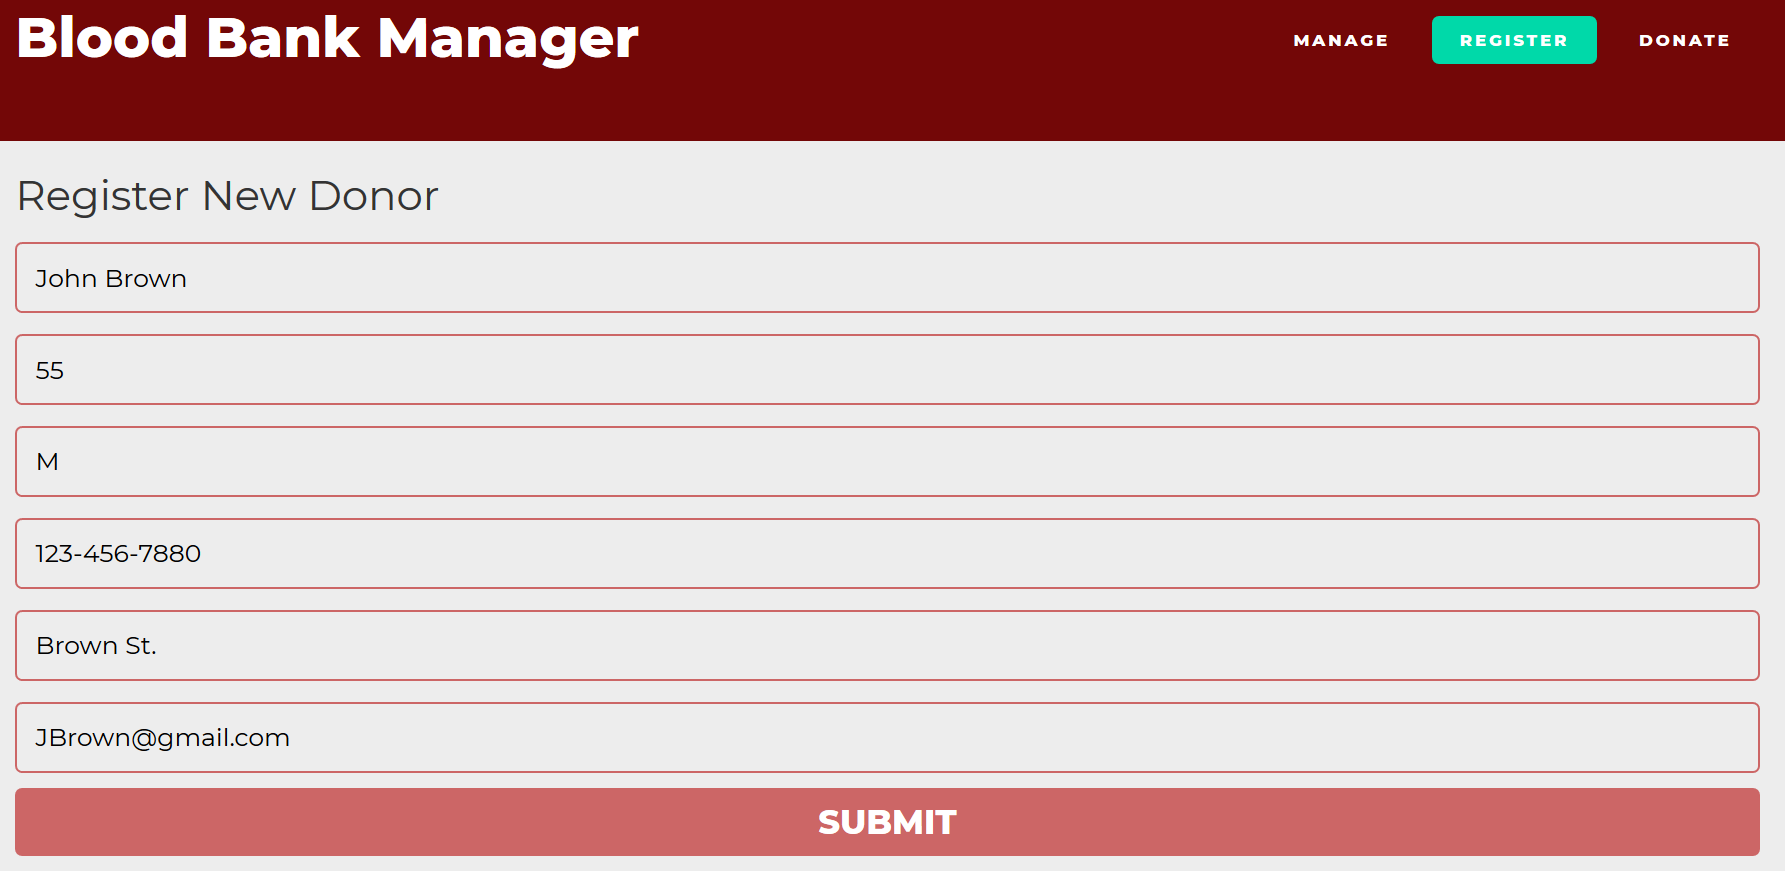 Blood Bank Manager
MANAGE REGISTER DONATE
Register New Donor
John Brown
55
M
123-456-7880
Brown St.
JBrown@gmail.com
SUBMIT